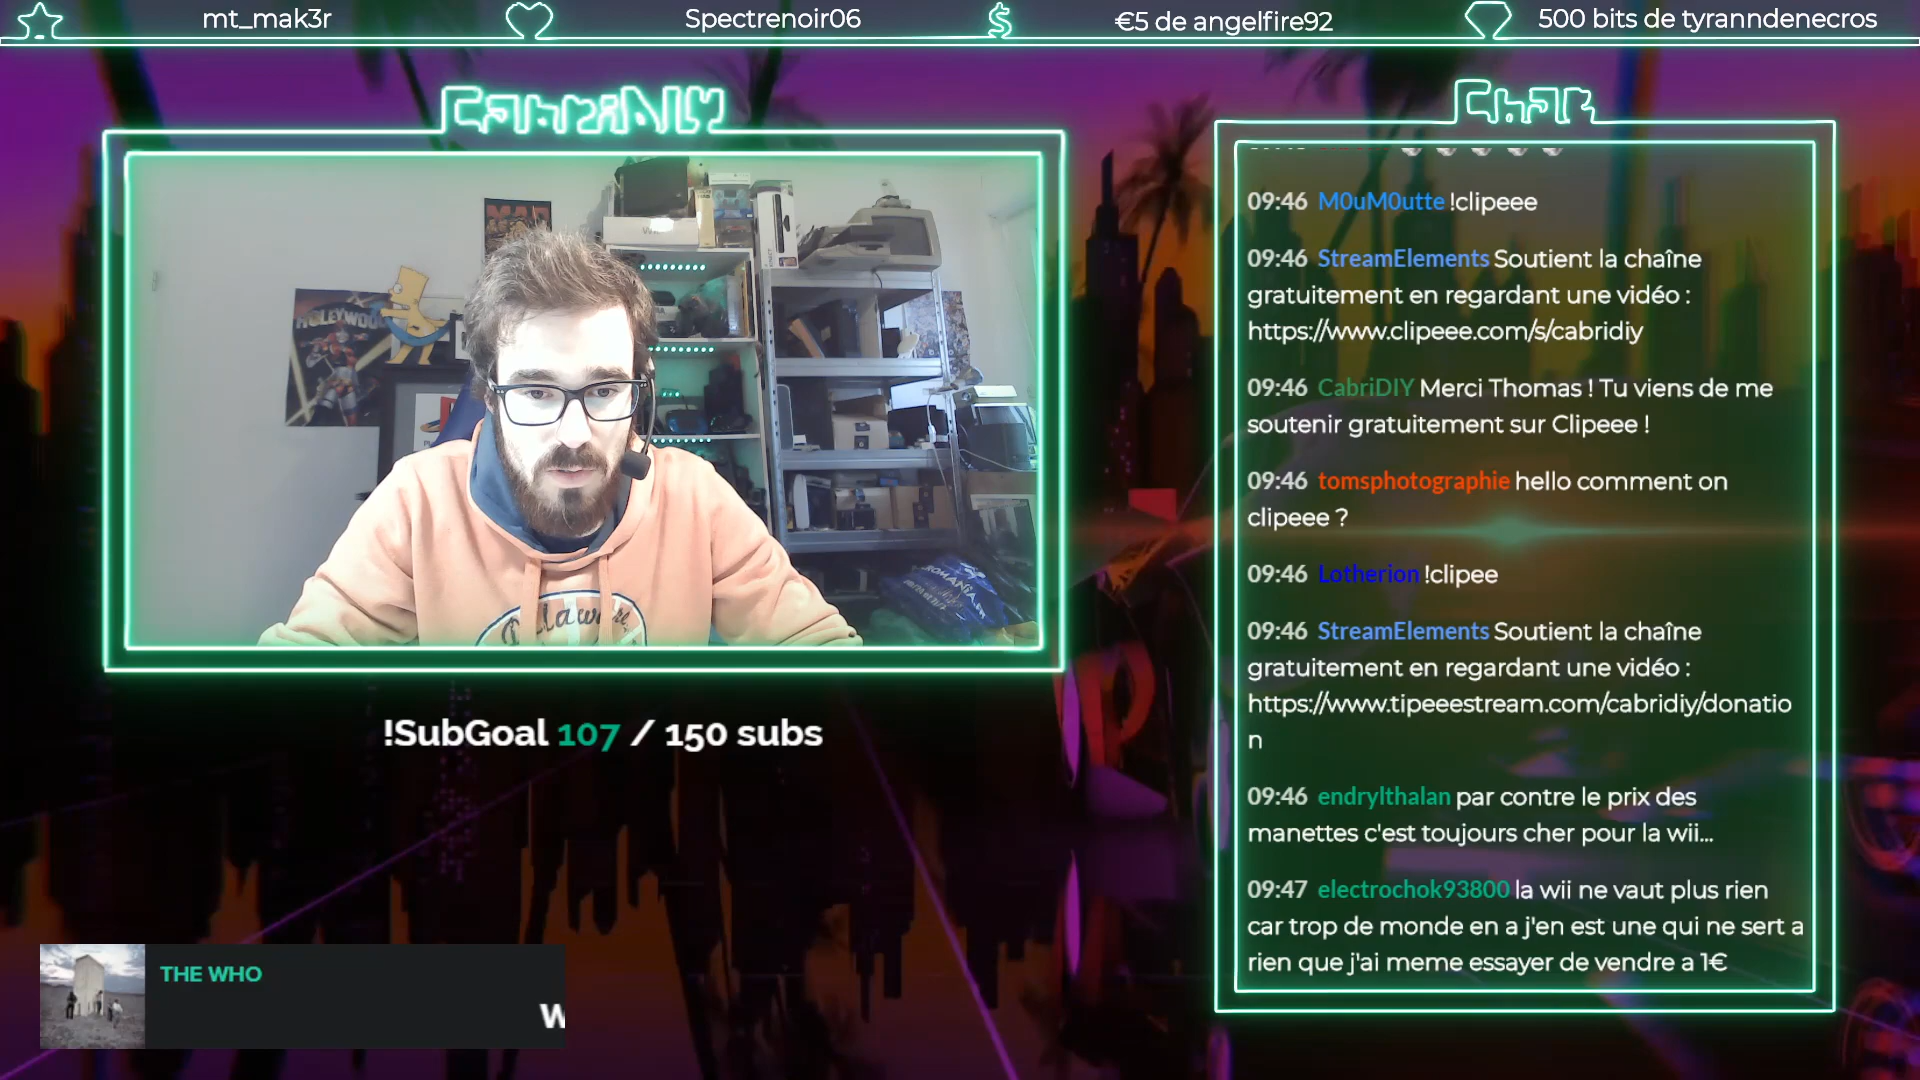 mt_mak3r
Spectrenoir06
€5 de angelfire92
500 bits de tyranndenecros
CabriDIY
Chat
HOLLYWOO
ROMANIA
!SubGoal 107 / 150 subs
THE WHO
W
09:46 M0uM0utte !clipeee
09:46 StreamElements Soutient la chaîne
gratuitement en regardant une vidéo :
https://www.clipeee.com/s/cabridiy
09:46 CabriDIY Merci Thomas ! Tu viens de me
soutenir gratuitement sur Clipeee !
09:46 tomsphotographie hello comment on
clipeee ?
09:46 Lotherion !clipee
09:46 StreamElements Soutient la chaîne
gratuitement en regardant une vidéo :
https://www.tipeeestream.com/cabridiy/donatio
n
09:46 endrylthalan par contre le prix des
manettes c'est toujours cher pour la wii...
09:47 electrochok93800 la wii ne vaut plus rien
car trop de monde en a j'en est une qui ne sert a
rien que j'ai meme essayer de vendre a 1€